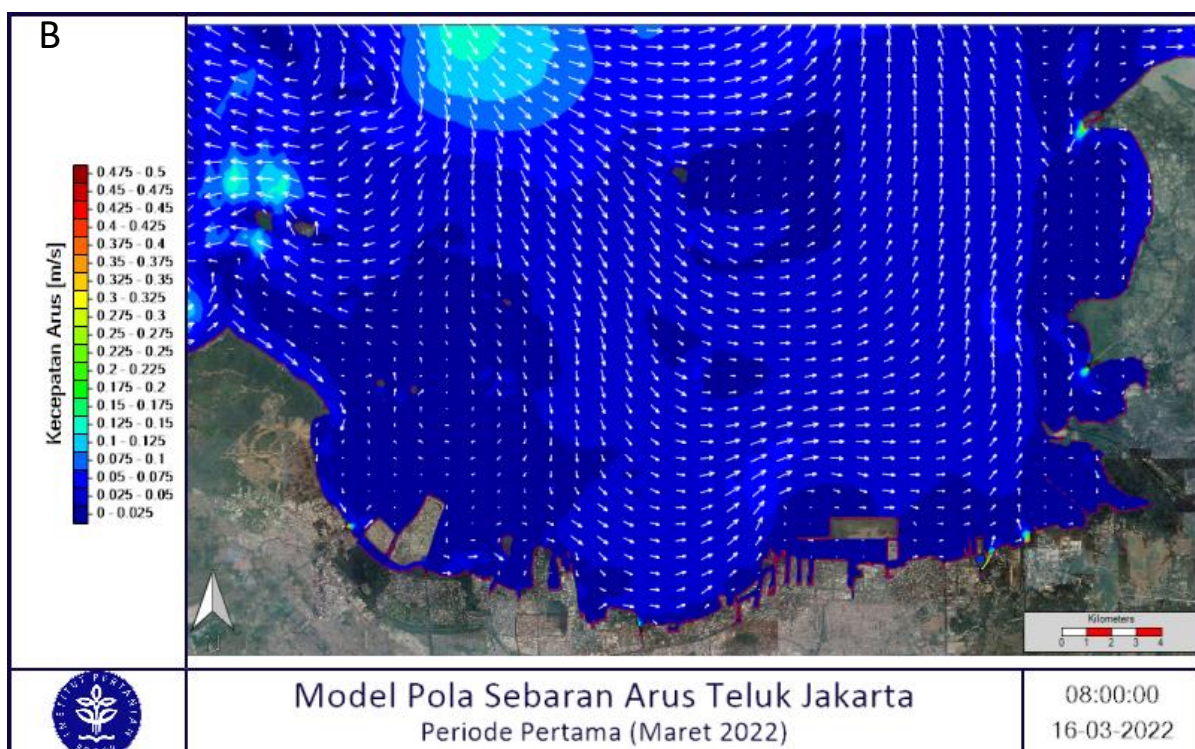 B
Kecepatan Arus [m/s]
0.475 - 0.5
0.45 - 0.475
0.425 - 0.45
0.4 - 0.425
0.375 - 0.4
0.35 - 0.375
0.325 - 0.35
0.3 - 0.325
0.275 - 0.3
0.25 - 0.275
0.225 - 0.25
0.2 - 0.225
0.175 - 0.2
0.15 - 0.175
0.125 - 0.15
0.1 - 0.125
0.075 - 0.1
0.05 - 0.075
0.025 - 0.05
0 - 0.025
Kilometers
0 1 2 3 4
INSTITUT PERTANIAN
Model Pola Sebaran Arus Teluk Jakarta
Periode Pertama (Maret 2022)
08:00:00
16-03-2022